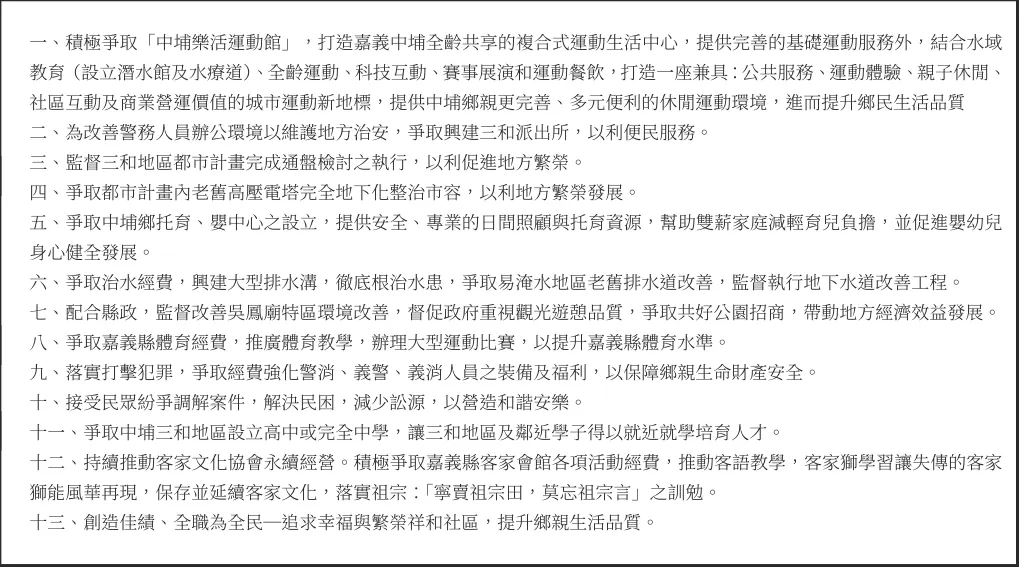 一、積極爭取「中埔樂活運動館」，打造嘉義中埔全齡共享的複合式運動生活中心，提供完善的基礎運動服務外，結合水域
教育（設立潛水館及水療道）、全齡運動、科技互動、賽事展演和運動餐飲，打造一座兼具：公共服務、運動體驗、親子休閒、
社區互動及商業營運價值的城市運動新地標，提供中埔鄉親更完善、多元便利的休閒運動環境，進而提升鄉民生活品質
二、為改善警務人員辦公環境以維護地方治安，爭取興建三和派出所，以利便民服務。
三、監督三和地區都市計畫完成通盤檢討之執行，以利促進地方繁榮。
四、爭取都市計畫內老舊高壓電塔完全地下化整治市容，以利地方繁榮發展。
五、爭取中埔鄉托育、嬰中心之設立，提供安全、專業的日間照顧與托育資源，幫助雙薪家庭減輕育兒負擔，並促進嬰幼兒
身心健全發展。
六、爭取治水經費，興建大型排水溝，徹底根治水患，爭取易淹水地區老舊排水道改善，監督執行地下水道改善工程。
七、配合縣政，監督改善吳鳳廟特區環境改善，督促政府重視觀光遊憩品質，爭取共好公園招商，帶動地方經濟效益發展。
八、爭取嘉義縣體育經費，推廣體育教學，辦理大型運動比賽，以提升嘉義縣體育水準。
九、落實打擊犯罪，爭取經費強化警消、義警、義消人員之裝備及福利，以保障鄉親生命財產安全。
十、接受民眾紛爭調解案件，解決民困，減少訟源，以營造和諧安樂。
十一、爭取中埔三和地區設立高中或完全中學，讓三和地區及鄰近學子得以就近就學培育人才。
十二、持續推動客家文化協會永續經營。積極爭取嘉義縣客家會館各項活動經費，推動客語教學，客家獅學習讓失傳的客家
獅能風華再現，保存並延續客家文化，落實祖宗：「寧賣祖宗田，莫忘祖宗言」之訓勉。
十三、創造佳績、全職為全民—追求幸福與繁榮祥和社區，提升鄉親生活品質。